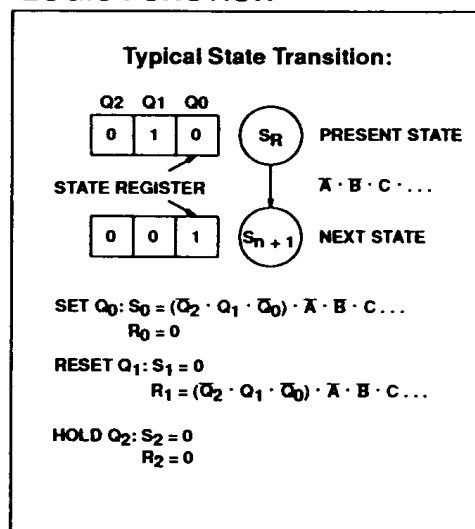 Typical State Transition:
Q2 Q1 Q0
0 1 0 SR PRESENT STATE
STATE REGISTER A̅ · B̅ · C · ...
0 0 1 Sn + 1 NEXT STATE
SET Q0: S0 = (Q̅2 · Q1 · Q̅0) · A̅ · B̅ · C ...
R0 = 0
RESET Q1: S1 = 0
R1 = (Q̅2 · Q1 · Q̅0) · A̅ · B̅ · C ...
HOLD Q2: S2 = 0
R2 = 0